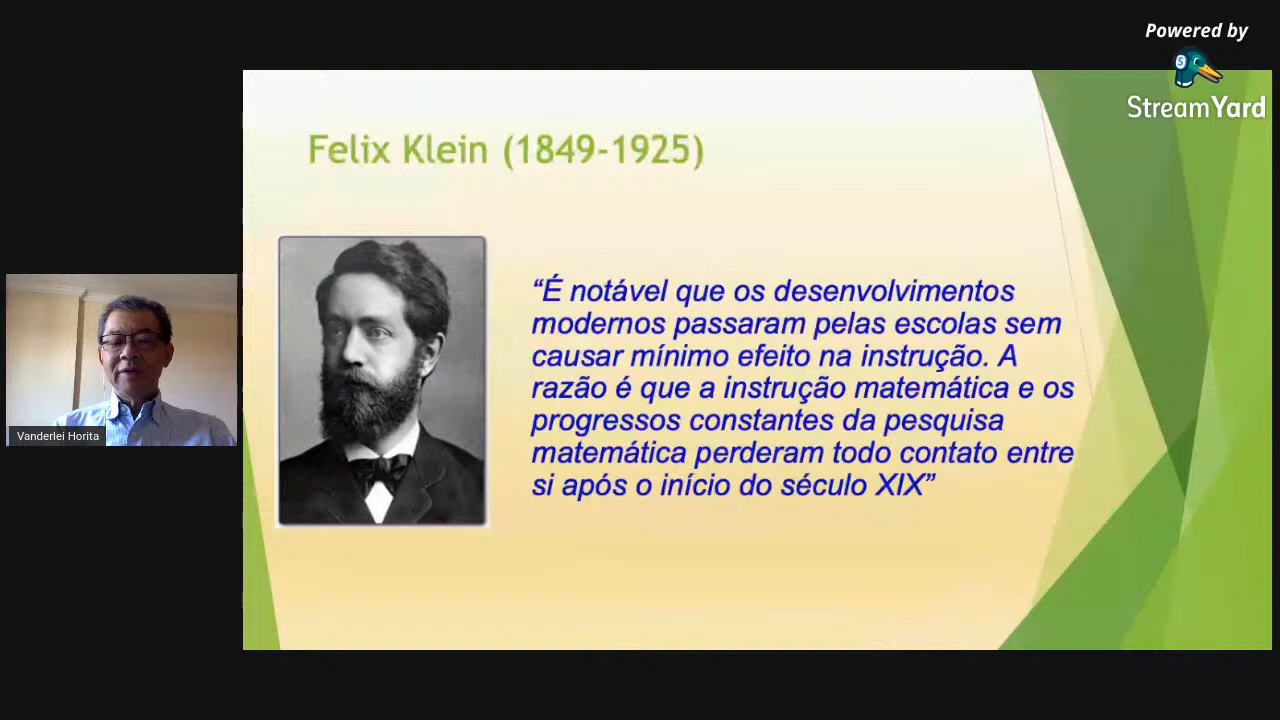 Powered by
StreamYard
Felix Klein (1849-1925)
“É notável que os desenvolvimentos
modernos passaram pelas escolas sem
causar mínimo efeito na instrução. A
razão é que a instrução matemática e os
progressos constantes da pesquisa
matemática perderam todo contato entre
si após o início do século XIX”
Vanderlei Horita